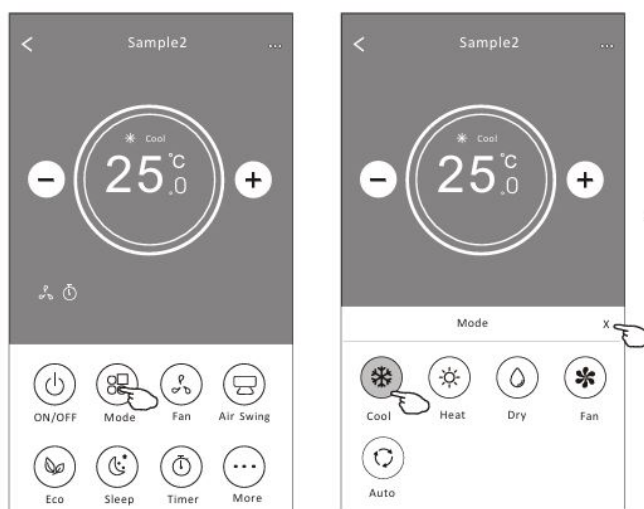 Sample2
...
Cool
25.0°C
ON/OFF
Mode
Fan
Air Swing
Eco
Sleep
Timer
More
Sample2
...
Cool
25.0°C
Mode
X
Cool
Heat
Dry
Fan
Auto